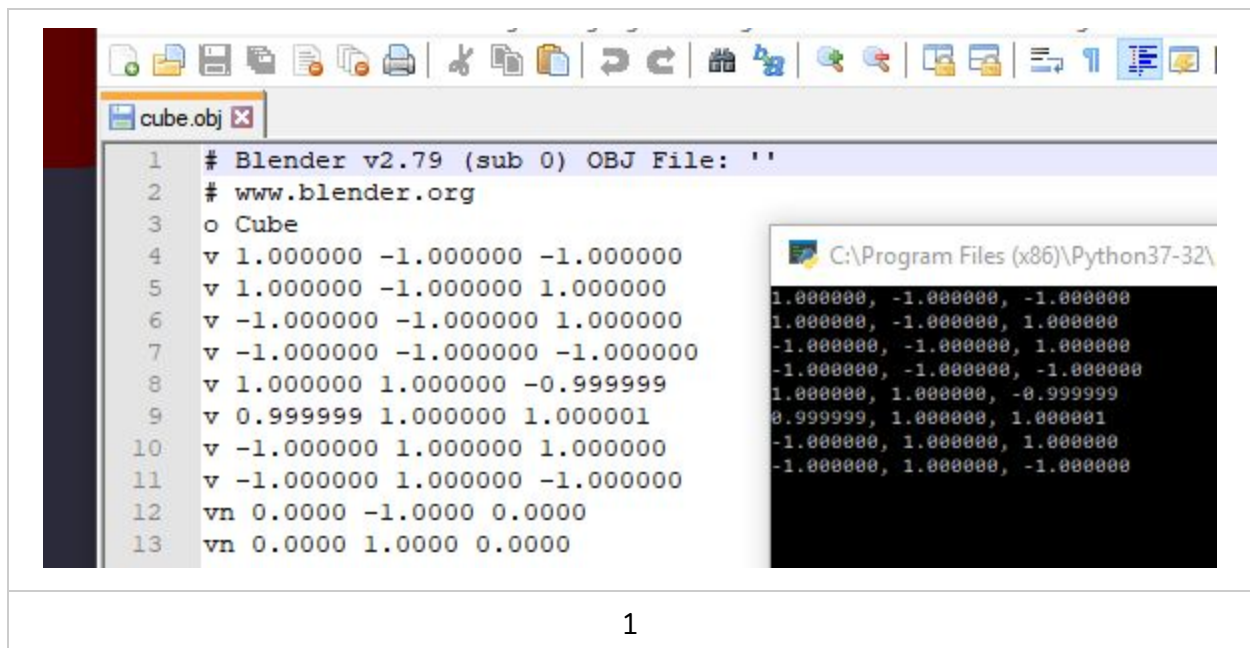 cube.obj
1 # Blender v2.79 (sub 0) OBJ File: ''
2 # www.blender.org
3 o Cube
4 v 1.000000 -1.000000 -1.000000
5 v 1.000000 -1.000000 1.000000
6 v -1.000000 -1.000000 1.000000
7 v -1.000000 -1.000000 -1.000000
8 v 1.000000 1.000000 -0.999999
9 v 0.999999 1.000000 1.000001
10 v -1.000000 1.000000 1.000000
11 v -1.000000 1.000000 -1.000000
12 vn 0.0000 -1.0000 0.0000
13 vn 0.0000 1.0000 0.0000
C:\Program Files (x86)\Python37-32\
1.000000, -1.000000, -1.000000
1.000000, -1.000000, 1.000000
-1.000000, -1.000000, 1.000000
-1.000000, -1.000000, -1.000000
1.000000, 1.000000, -0.999999
0.999999, 1.000000, 1.000001
-1.000000, 1.000000, 1.000000
-1.000000, 1.000000, -1.000000
1